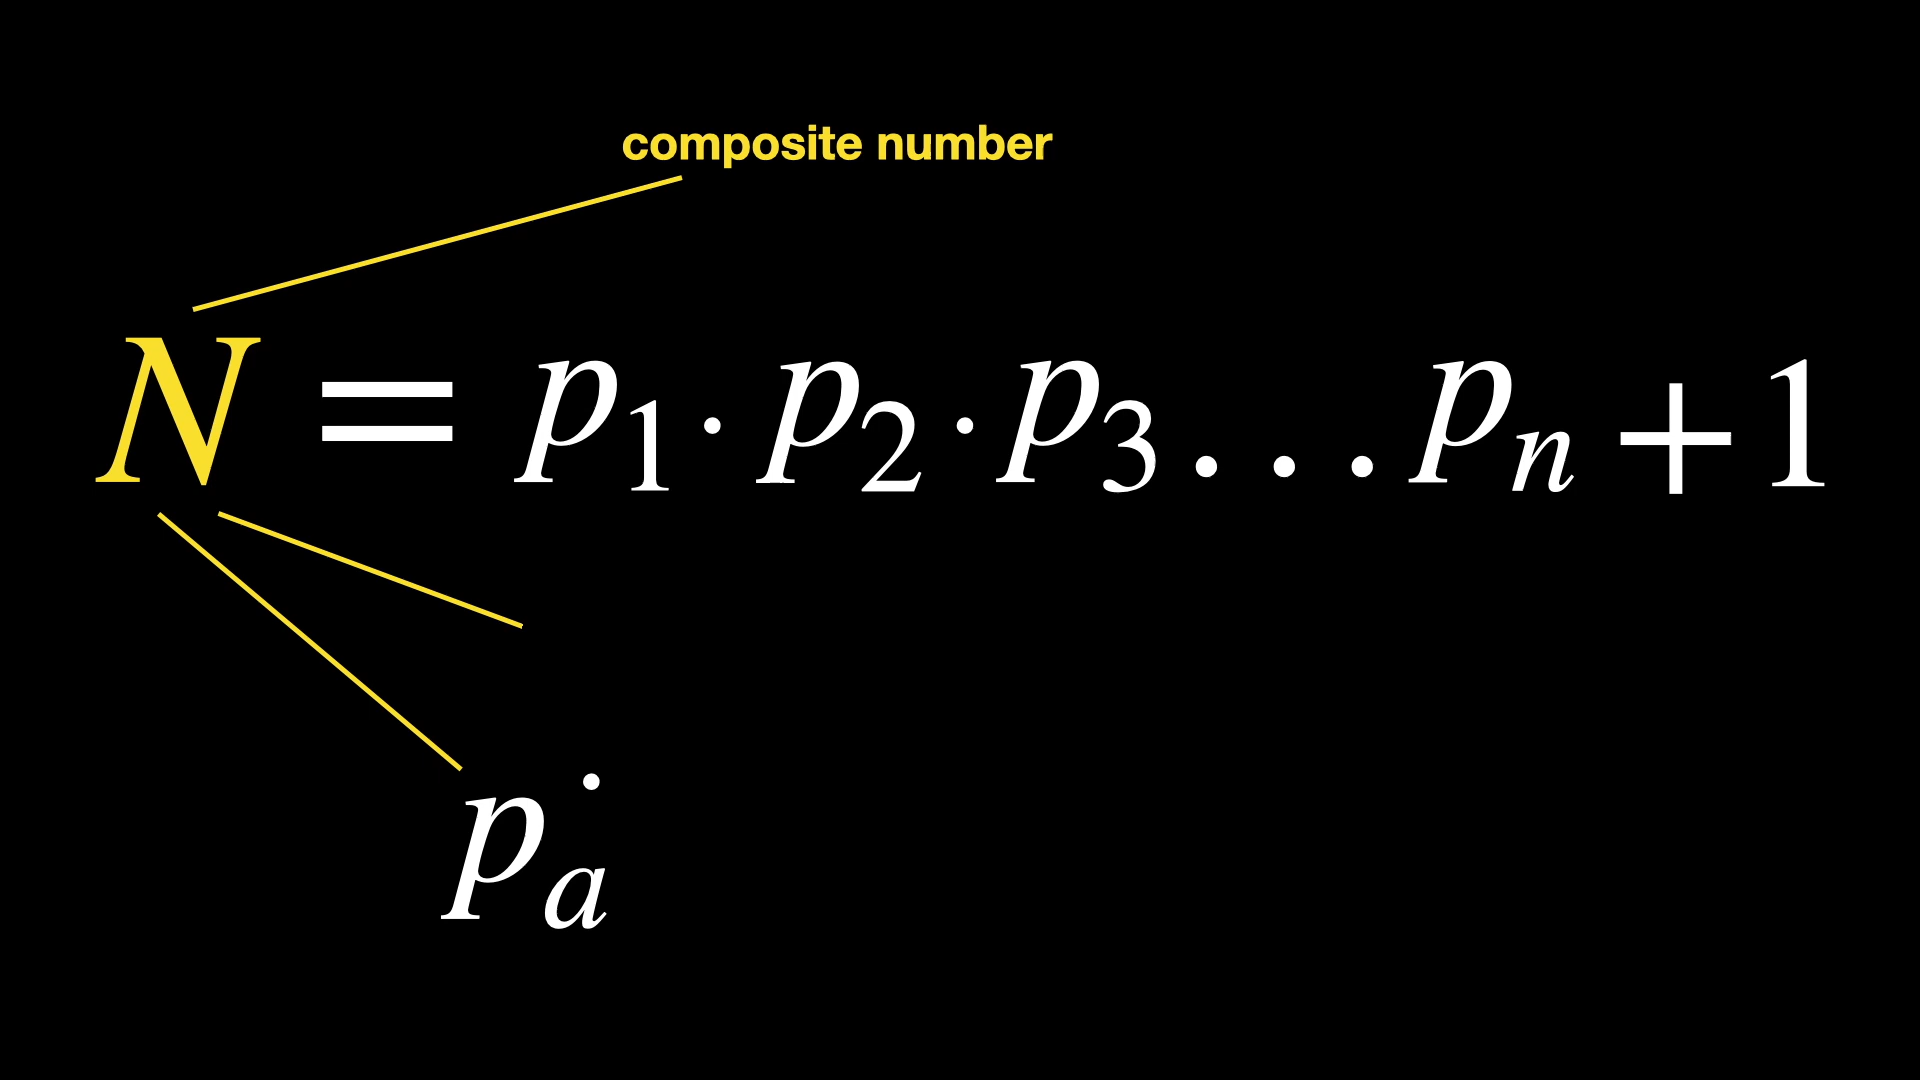 composite number
N = p₁ · p₂ · p₃ . . . pₙ + 1
pₐ ·